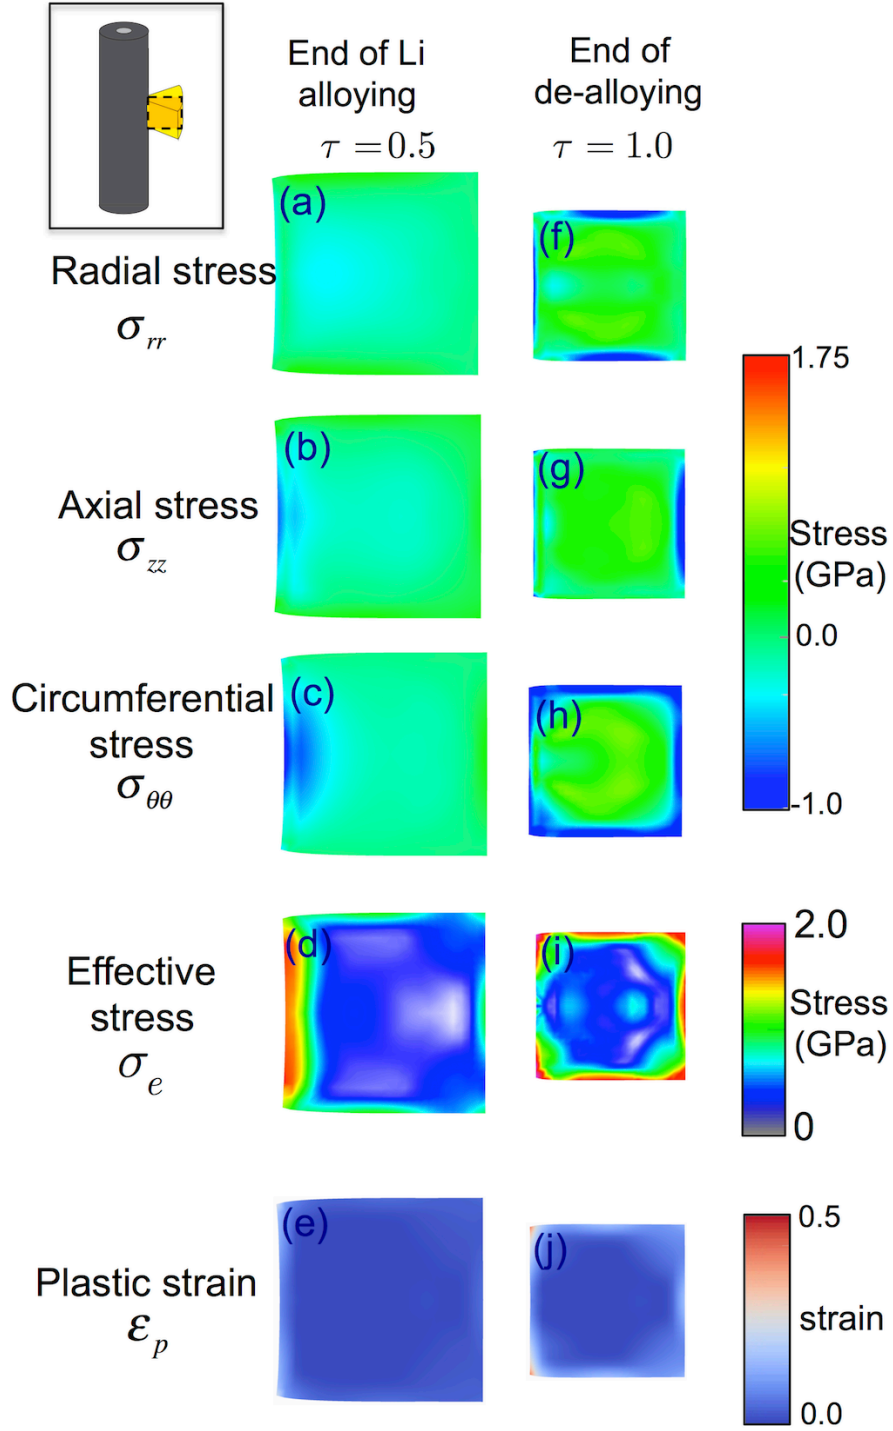 End of Li
alloying
τ = 0.5
End of
de-alloying
τ = 1.0
Radial stress
σrr
(a)
(f)
Axial stress
σzz
(b)
(g)
Circumferential
stress
σθθ
(c)
(h)
1.75
Stress
(GPa)
0.0
-1.0
Effective
stress
σe
(d)
(i)
2.0
Stress
(GPa)
0
Plastic strain
εp
(e)
(j)
0.5
strain
0.0